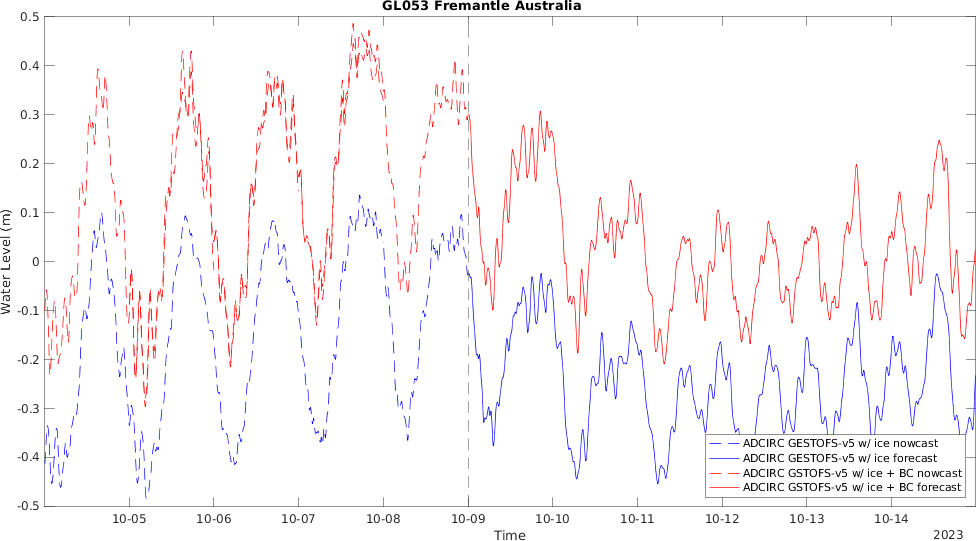 GL053 Fremantle Australia
0.5
0.4
0.3
0.2
0.1
0
-0.1
-0.2
-0.3
-0.4
-0.5
Water Level (m)
ADCIRC GESTOFS-v5 w/ ice nowcast
ADCIRC GESTOFS-v5 w/ ice forecast
ADCIRC GSTOFS-v5 w/ ice + BC nowcast
ADCIRC GSTOFS-v5 w/ ice + BC forecast
10-05 10-06 10-07 10-08 10-09 10-10 10-11 10-12 10-13 10-14
Time
2023